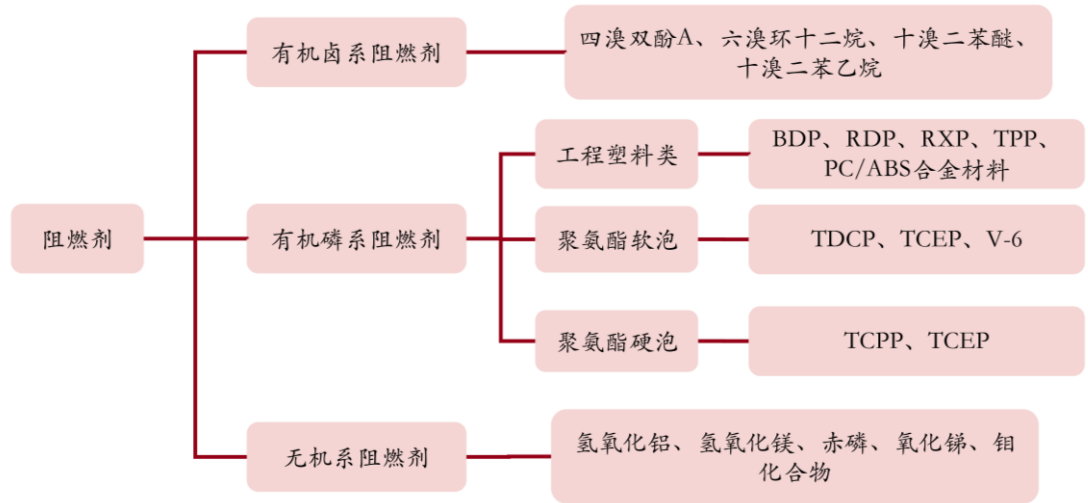 有机卤系阻燃剂
四溴双酚A、六溴环十二烷、十溴二苯醚、
十溴二苯乙烷
工程塑料类
BDP、RDP、RXP、TPP、
PC/ABS合金材料
阻燃剂
有机磷系阻燃剂
聚氨酯软泡
TDCP、TCEP、V-6
聚氨酯硬泡
TCPP、TCEP
无机系阻燃剂
氢氧化铝、氢氧化镁、赤磷、氧化锑、钼
化合物